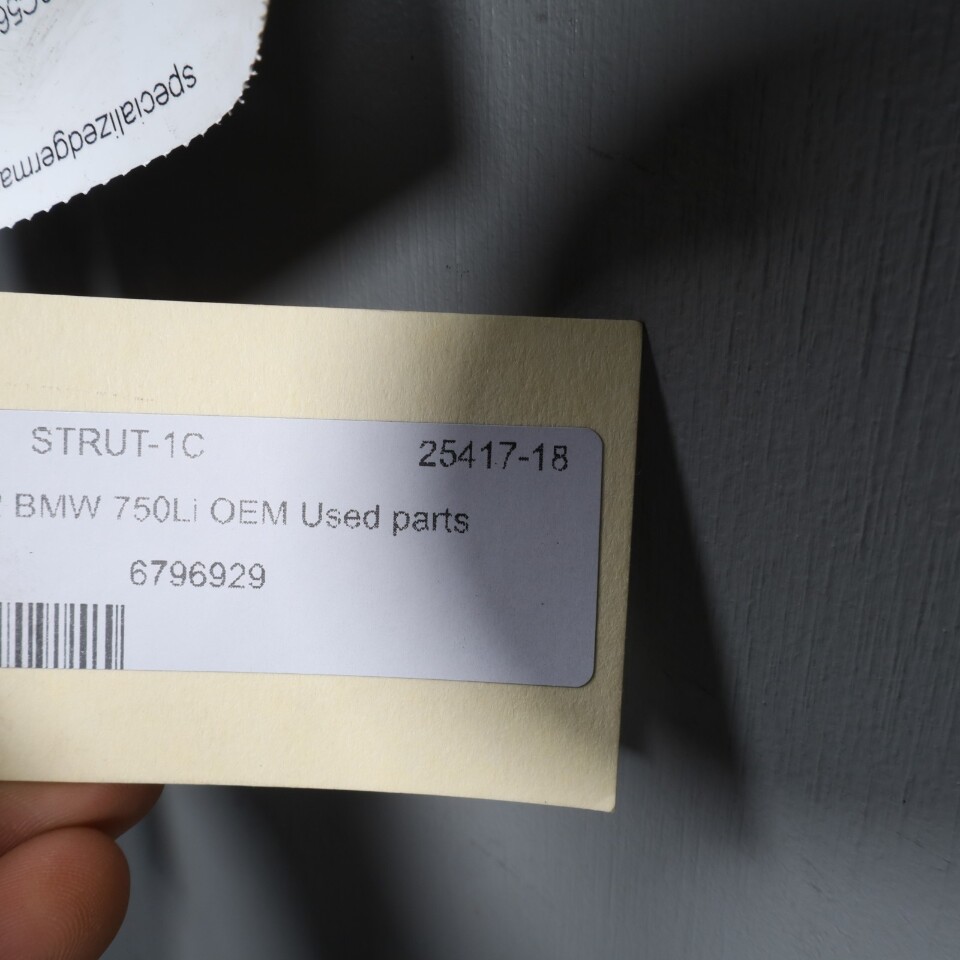 specializedgerma
STRUT-1C 25417-18
BMW 750Li OEM Used parts
6796929